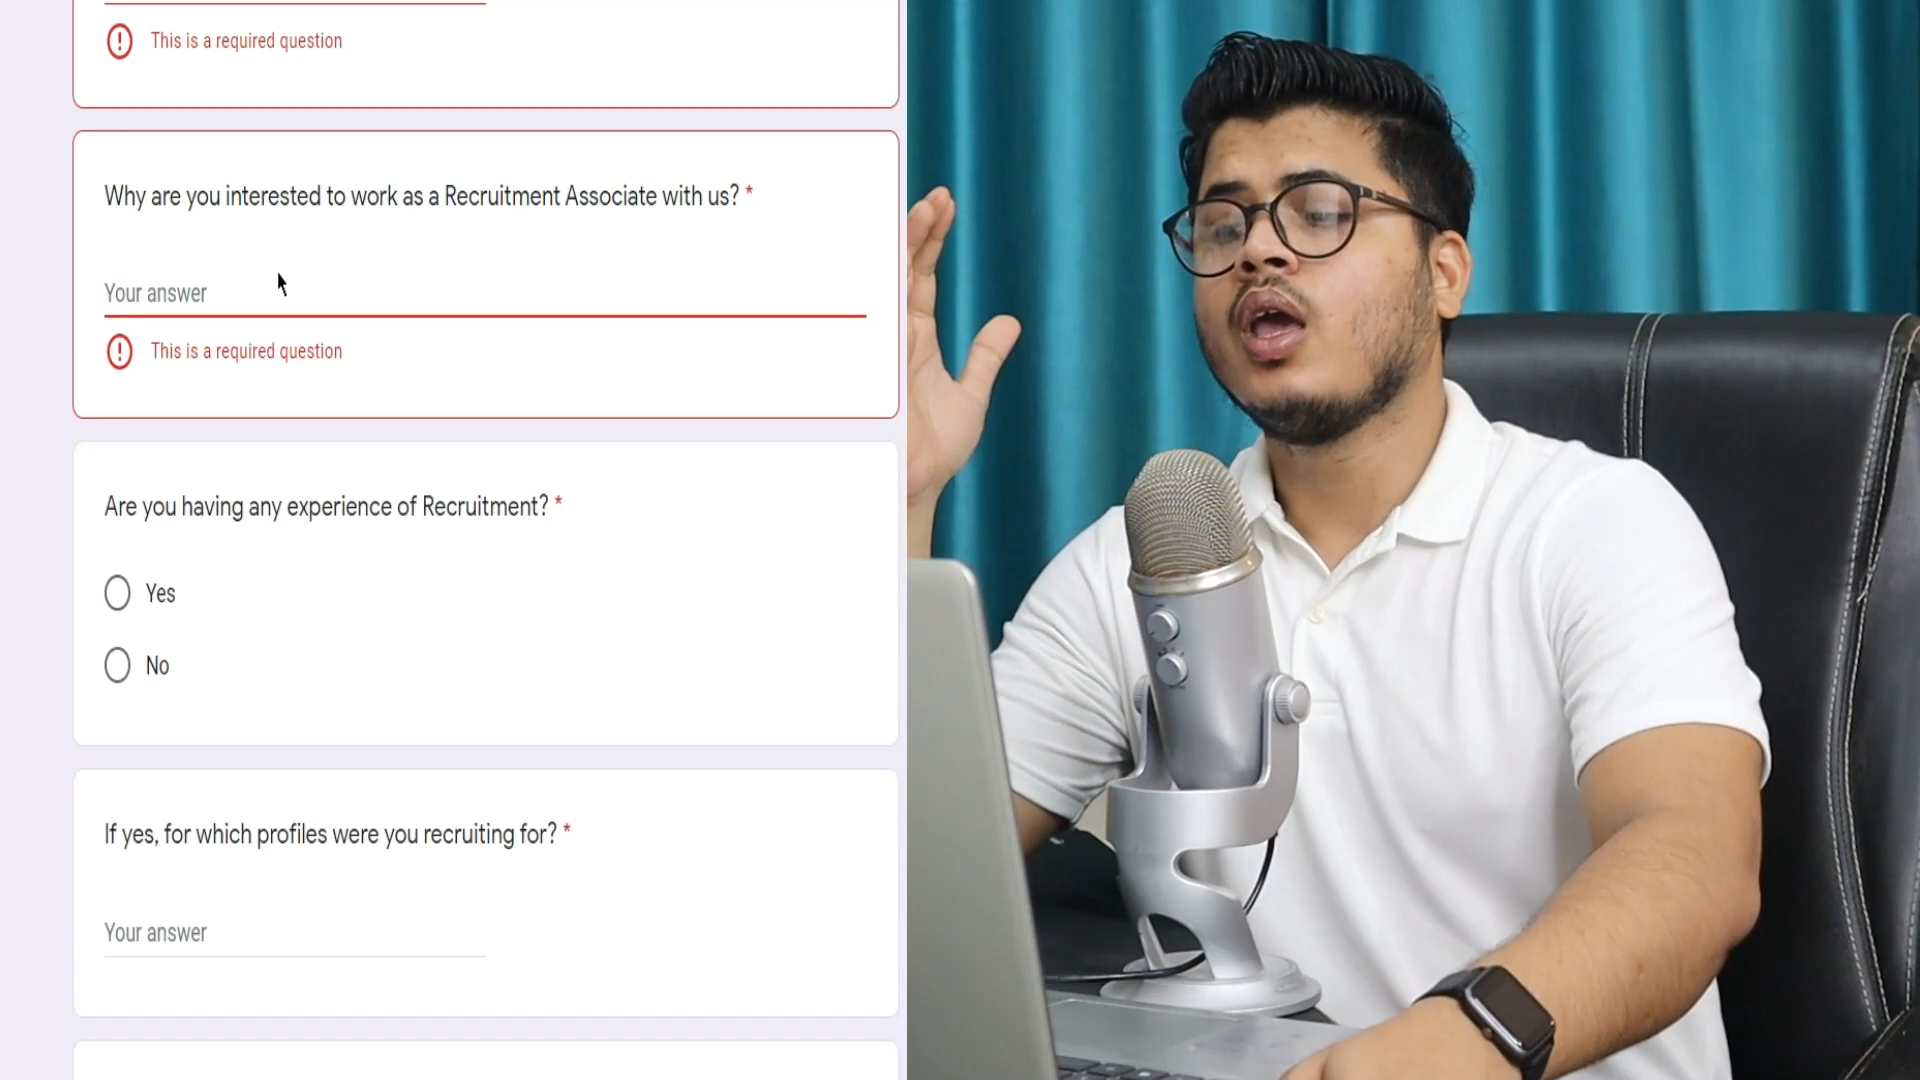 This is a required question
Why are you interested to work as a Recruitment Associate with us? *
Your answer
This is a required question
Are you having any experience of Recruitment? *
Yes
No
If yes, for which profiles were you recruiting for? *
Your answer